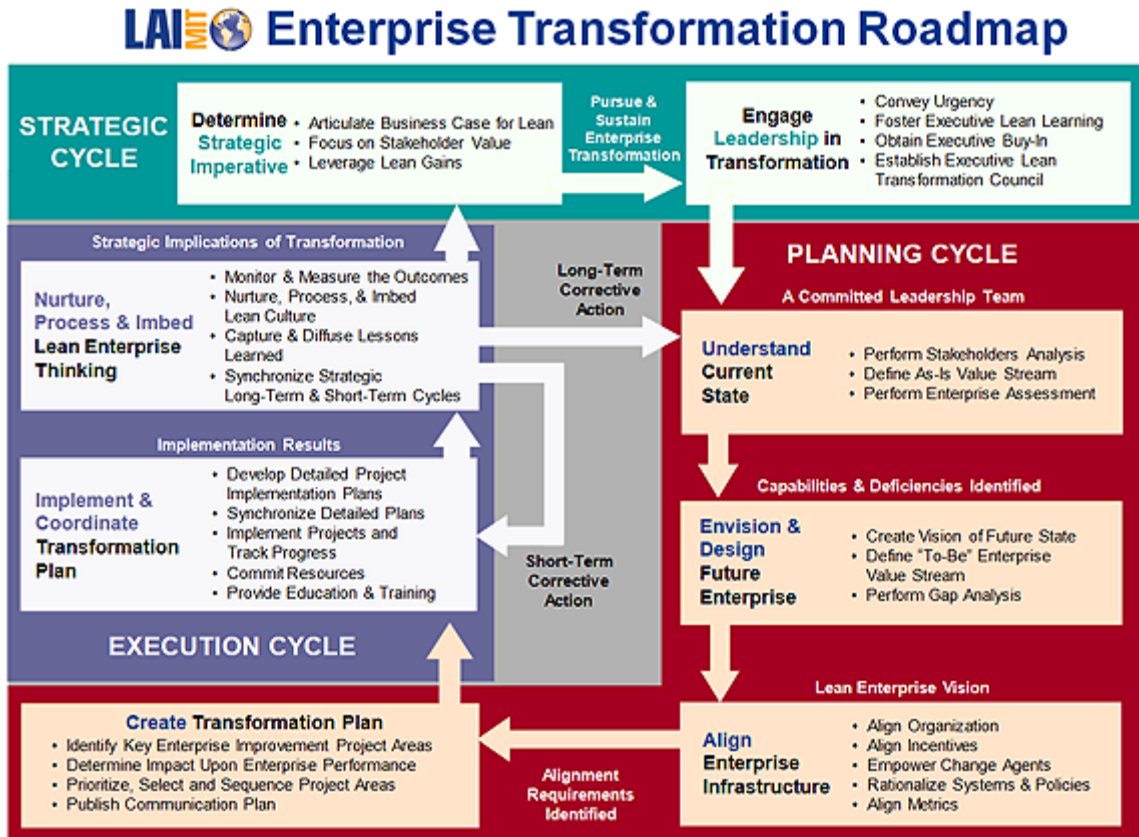 LAI MIT Enterprise Transformation Roadmap
STRATEGIC
CYCLE
Determine
Strategic
Imperative
• Articulate Business Case for Lean
• Focus on Stakeholder Value
• Leverage Lean Gains
Pursue &
Sustain
Enterprise
Transformation
Engage
Leadership in
Transformation
• Convey Urgency
• Foster Executive Lean Learning
• Obtain Executive Buy-In
• Establish Executive Lean
Transformation Council
Strategic Implications of Transformation
Nurture,
Process & Imbed
Lean Enterprise
Thinking
• Monitor & Measure the Outcomes
• Nurture, Process, & Imbed
Lean Culture
• Capture & Diffuse Lessons
Learned
• Synchronize Strategic
Long-Term & Short-Term Cycles
Long-Term
Corrective
Action
PLANNING CYCLE
A Committed Leadership Team
Understand
Current
State
• Perform Stakeholders Analysis
• Define As-Is Value Stream
• Perform Enterprise Assessment
Implementation Results
Implement &
Coordinate
Transformation
Plan
• Develop Detailed Project
Implementation Plans
• Synchronize Detailed Plans
• Implement Projects and
Track Progress
• Commit Resources
• Provide Education & Training
EXECUTION CYCLE
Short-Term
Corrective
Action
Capabilities & Deficiencies Identified
Envision &
Design
Future
Enterprise
• Create Vision of Future State
• Define "To-Be" Enterprise
Value Stream
• Perform Gap Analysis
Lean Enterprise Vision
Align
Enterprise
Infrastructure
• Align Organization
• Align Incentives
• Empower Change Agents
• Rationalize Systems & Policies
• Align Metrics
Alignment
Requirements
Identified
Create Transformation Plan
• Identify Key Enterprise Improvement Project Areas
• Determine Impact Upon Enterprise Performance
• Prioritize, Select and Sequence Project Areas
• Publish Communication Plan